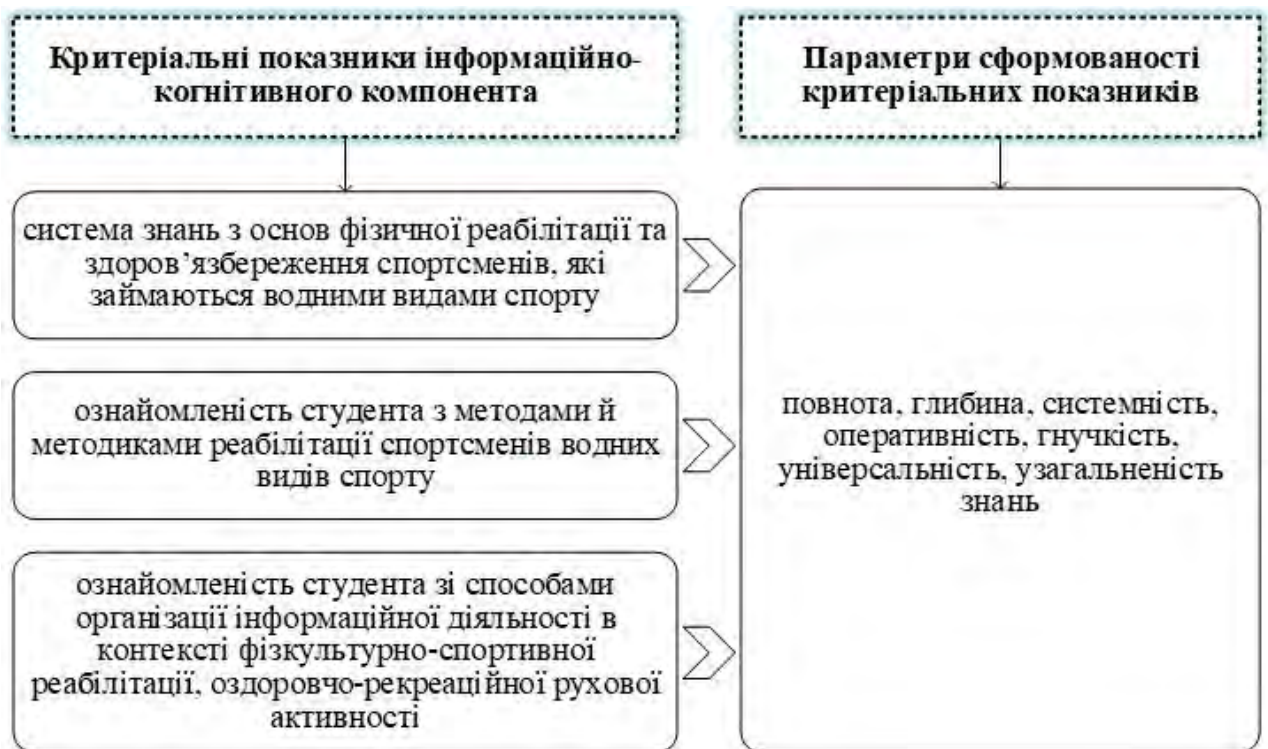 Критеріальні показники інформаційно-
когнітивного компонента
Параметри сформованості
критеріальних показників
система знань з основ фізичної реабілітації та
здоров’язбереження спортсменів, які
займаються водними видами спорту
ознайомленість студента з методами й
методиками реабілітації спортсменів водних
видів спорту
ознайомленість студента зі способами
організації інформаційної діяльності в
контексті фізкультурно-спортивної
реабілітації, оздоровчо-рекреаційної рухової
активності
повнота, глибина, системність,
оперативність, гнучкість,
універсальність, узагальненість
знань